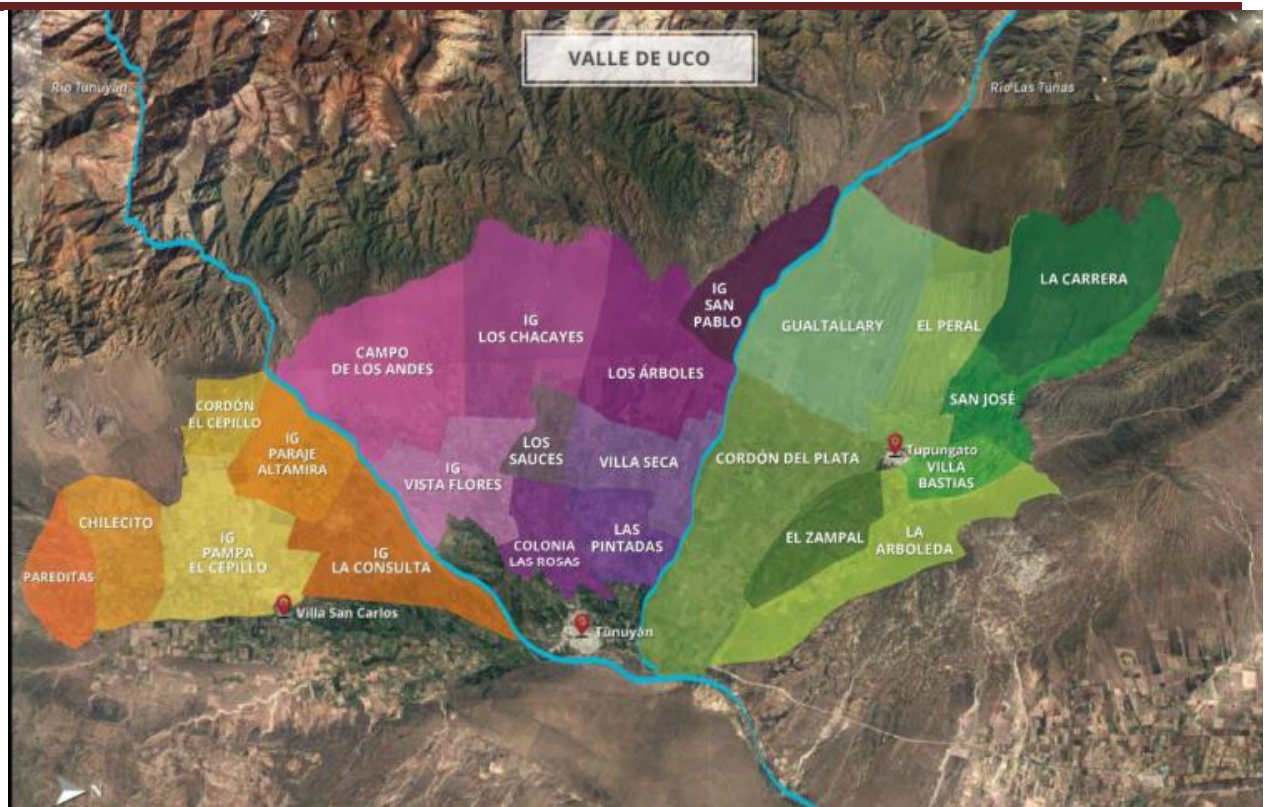 VALLE DE UCO
Río Tunuyán
Río Las Tunas
IG
SAN
PABLO
LA CARRERA
IG
LOS CHACAYES
GUALTALLARY
EL PERAL
CAMPO
DE LOS ANDES
LOS ÁRBOLES
CORDÓN
EL CEPILLO
SAN JOSÉ
IG
PARAJE
ALTAMIRA
LOS
SAUCES
VILLA SECA
CORDÓN DEL PLATA
Tupungato
VILLA
BASTIAS
IG
VISTA FLORES
CHILECITO
IG
PAMPA
EL CEPILLO
IG
LA CONSULTA
COLONIA
LAS ROSAS
LAS
PINTADAS
EL ZAMPAL
LA
ARBOLEDA
PAREDITAS
Villa San Carlos
Tunuyán
N